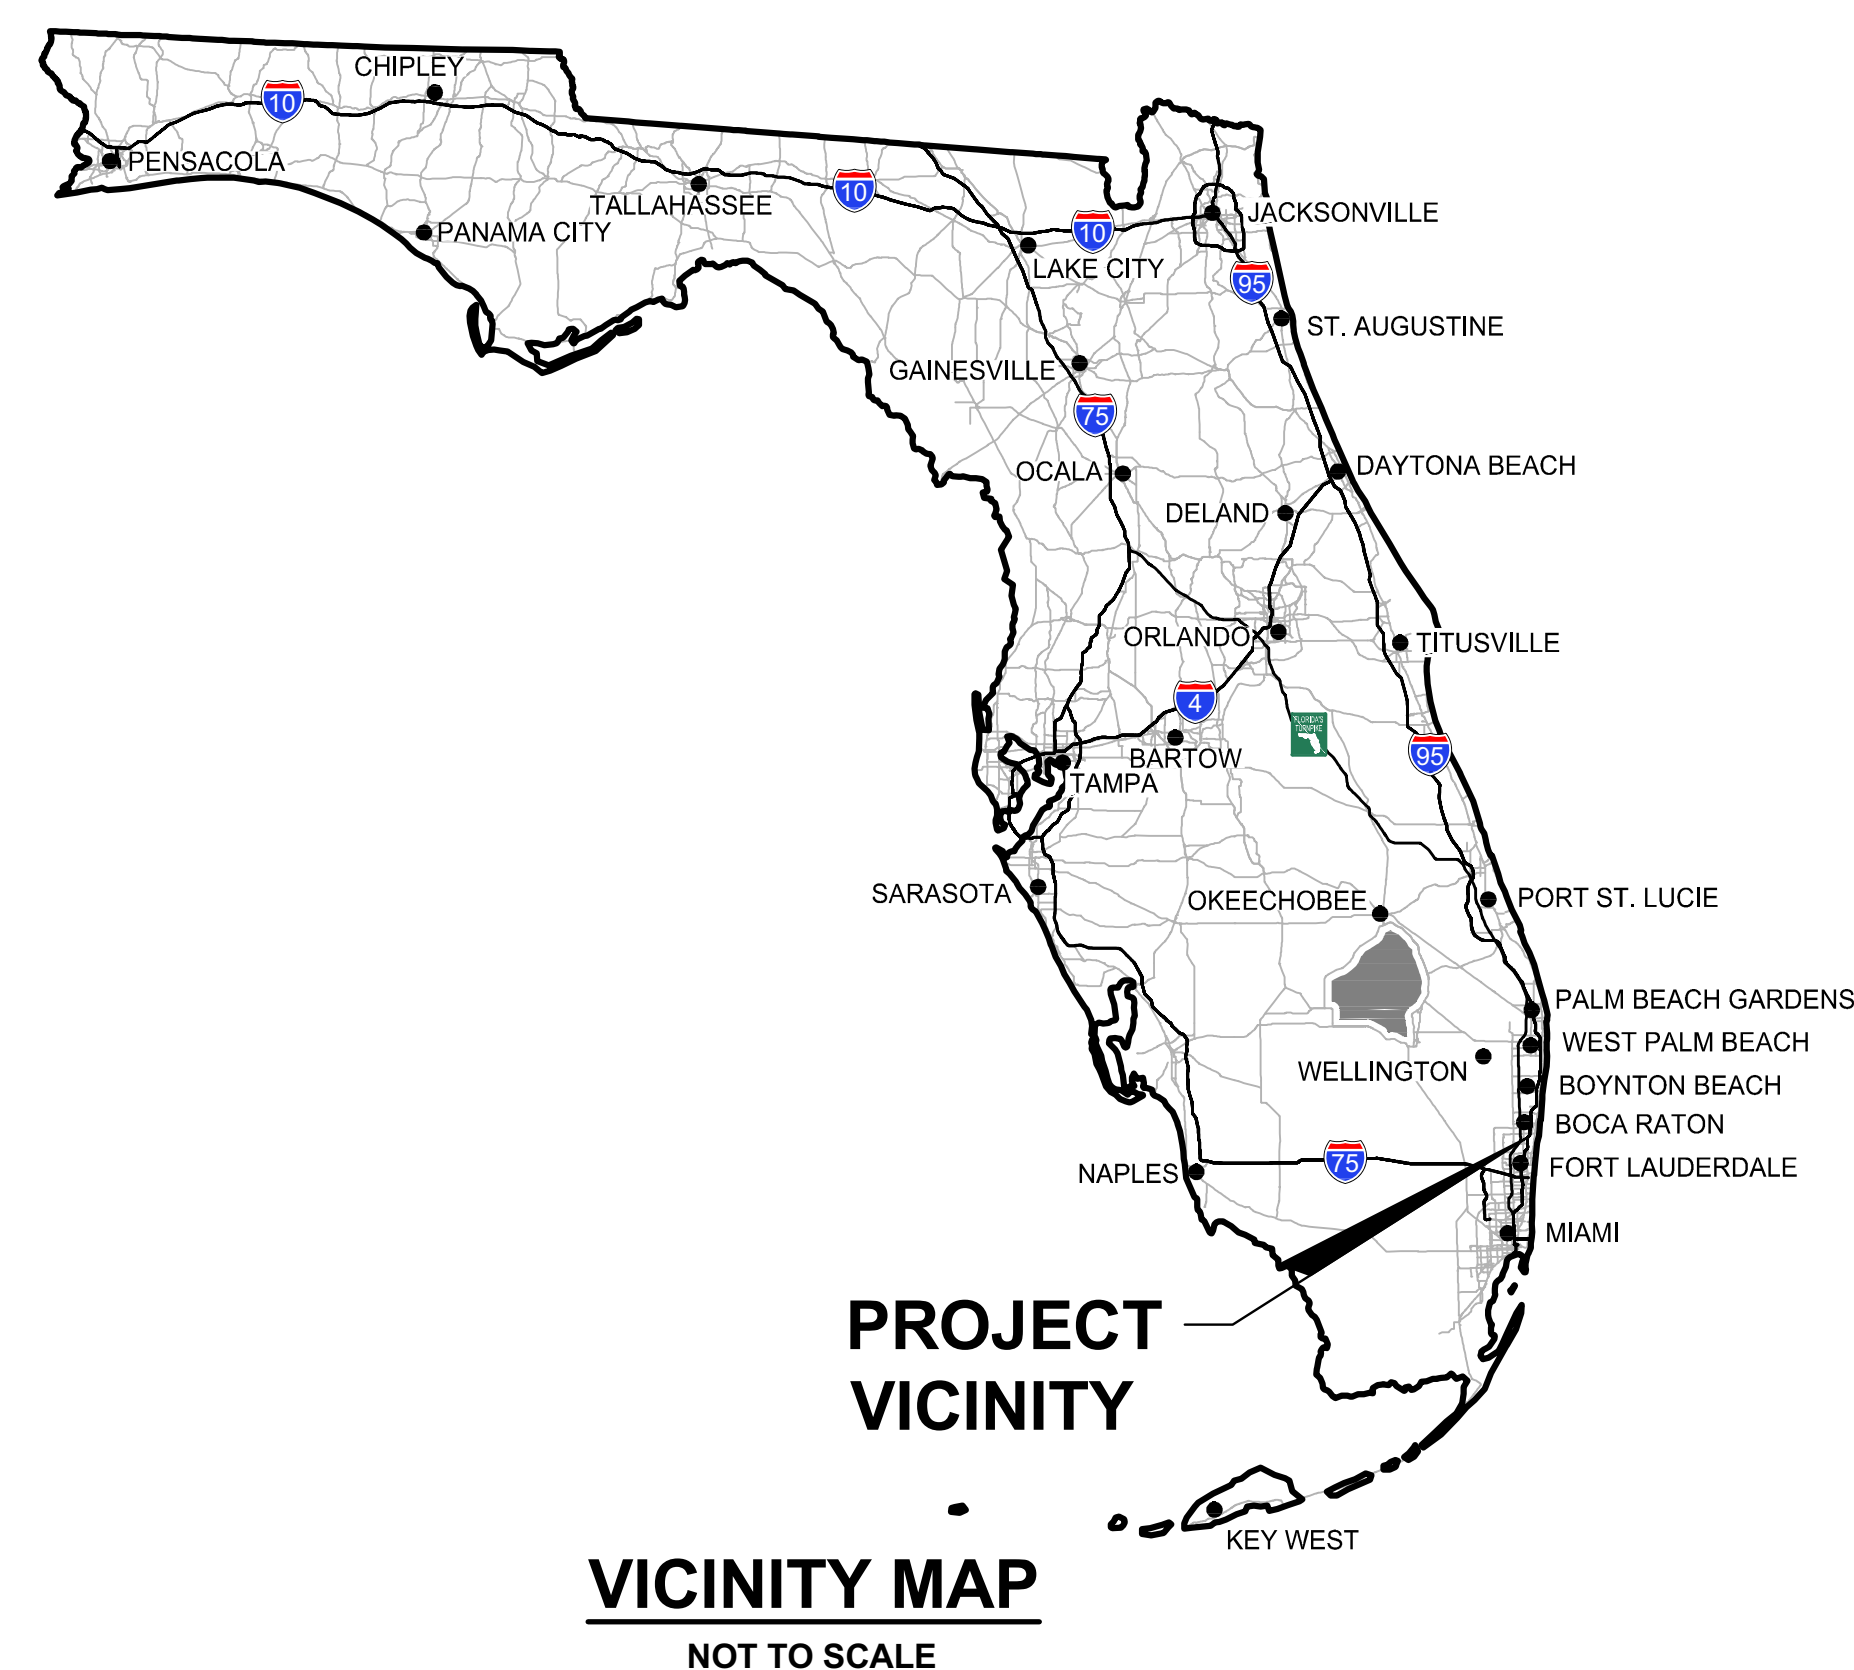 CHIPLEY
10
PENSACOLA
10
TALLAHASSEE
PANAMA CITY
10
JACKSONVILLE
LAKE CITY
95
ST. AUGUSTINE
GAINESVILLE
75
OCALA
DAYTONA BEACH
DELAND
ORLANDO
TITUSVILLE
4
FLORIDA'S
TURNPIKE
95
BARTOW
TAMPA
SARASOTA
OKEECHOBEE
PORT ST. LUCIE
PALM BEACH GARDENS
WEST PALM BEACH
WELLINGTON
BOYNTON BEACH
BOCA RATON
75
FORT LAUDERDALE
NAPLES
MIAMI
PROJECT
VICINITY
KEY WEST
VICINITY MAP
NOT TO SCALE